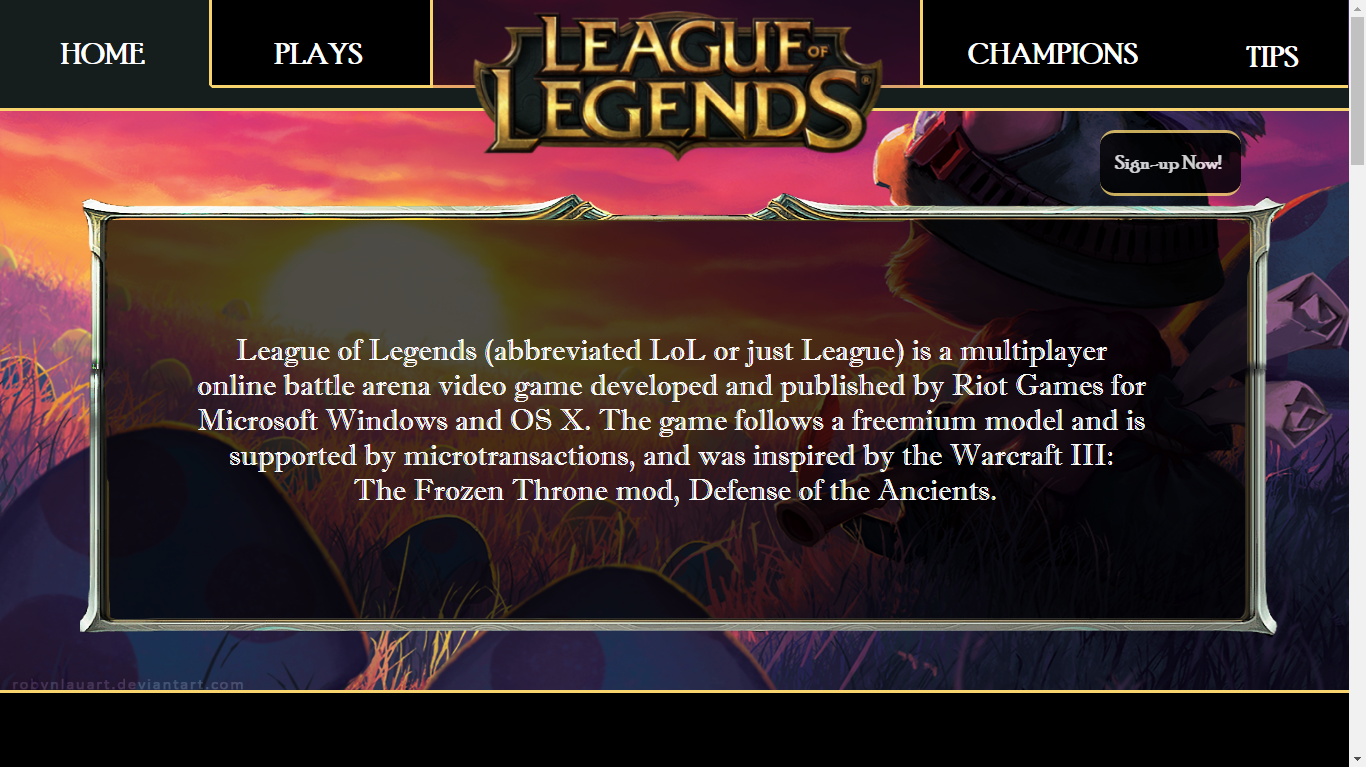 HOME
PLAYS
LEAGUE OF
LEGENDS®
CHAMPIONS
TIPS
Sign-up Now!
League of Legends (abbreviated LoL or just League) is a multiplayer
online battle arena video game developed and published by Riot Games for
Microsoft Windows and OS X. The game follows a freemium model and is
supported by microtransactions, and was inspired by the Warcraft III:
The Frozen Throne mod, Defense of the Ancients.
robynlauart.deviantart.com